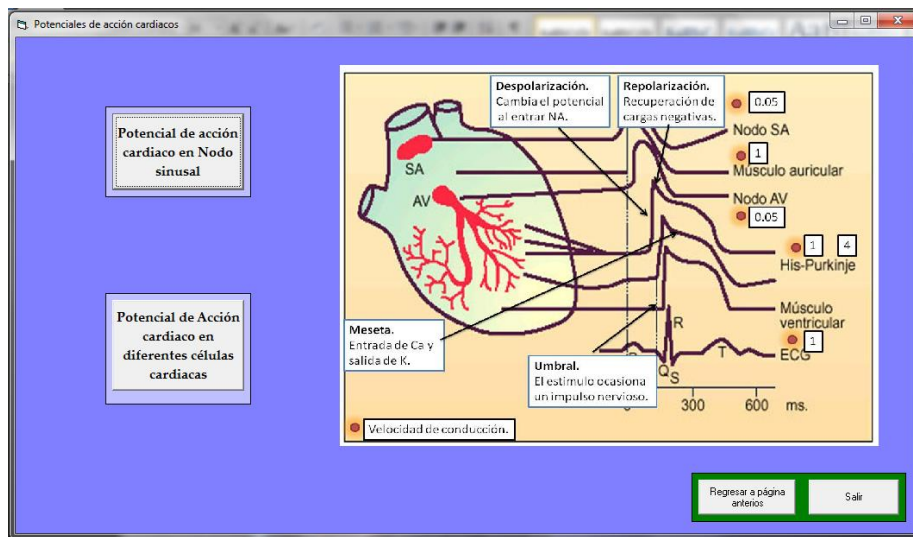 Potenciales de acción cardiacos
Potencial de acción
cardiaco en Nodo
sinusal
Potencial de Acción
cardiaco en
diferentes células
cardiacas
Despolarización.
Cambia el potencial
al entrar NA.
Repolarización.
Recuperación de
cargas negativas.
0.05
Nodo SA
1
Músculo auricular
Nodo AV
0.05
1 4
His-Purkinje
Músculo
ventricular
1
ECG
SA
AV
Meseta.
Entrada de Ca y
salida de K.
Umbral.
El estimulo ocasiona
un impulso nervioso.
R
Q
S
T
300 600 ms.
Velocidad de conducción.
Regresar a página
anterios
Salir